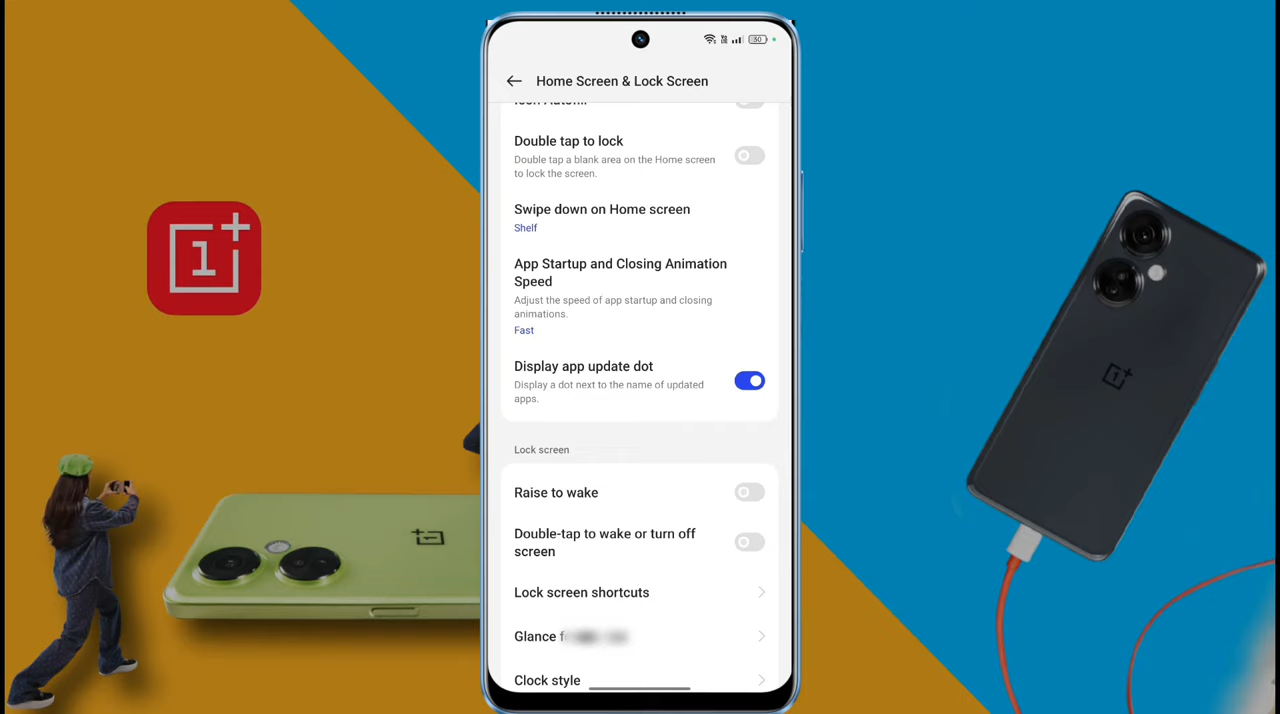 50
Home Screen & Lock Screen
Double tap to lock
Double tap a blank area on the Home screen
to lock the screen.
Swipe down on Home screen
Shelf
App Startup and Closing Animation
Speed
Adjust the speed of app startup and closing
animations.
Fast
Display app update dot
Display a dot next to the name of updated
apps.
Lock screen
Raise to wake
Double-tap to wake or turn off
screen
Lock screen shortcuts
Glance
Clock style